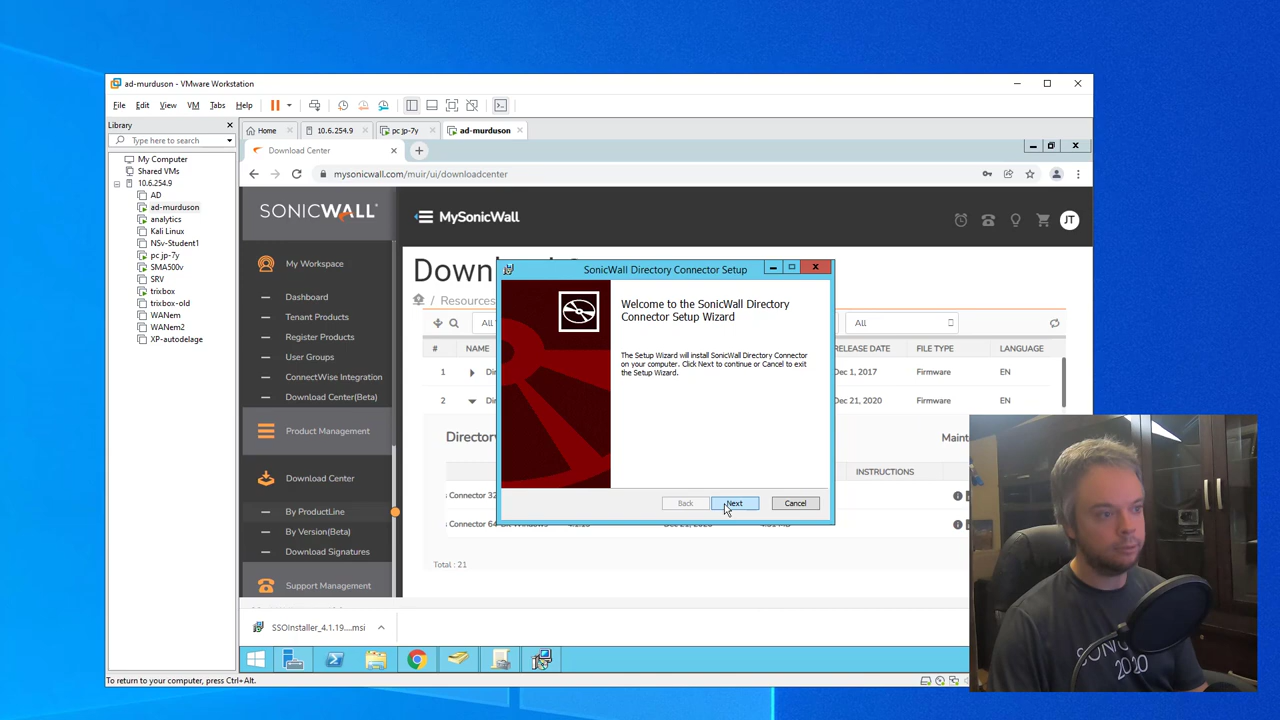 ad-murduson - VMware Workstation
File Edit View VM Tabs Help
Library
Type here to search
My Computer
Shared VMs
10.6.254.9
AD
ad-murduson
analytics
Kali Linux
NSv-Student1
pc jp-7y
SMA500v
SRV
trixbox
trixbox-old
WANem
WANem2
XP-autodelage
Home
10.6.254.9
pc jp-7y
ad-murduson
Download Center
mysonicwall.com/muir/ui/downloadcenter
SONICWALL
MySonicWall
JT
My Workspace
Dashboard
Tenant Products
Register Products
User Groups
ConnectWise Integration
Download Center(Beta)
Product Management
Download Center
By ProductLine
By Version(Beta)
Download Signatures
Support Management
Down
/ Resources
All
# NAME RELEASE DATE FILE TYPE LANGUAGE
1 Dec 1, 2017 Firmware EN
2 Dec 21, 2020 Firmware EN
Directory
INSTRUCTIONS
s Connector 32
s Connector 64
Total : 21
SonicWall Directory Connector Setup
Welcome to the SonicWall Directory
Connector Setup Wizard
The Setup Wizard will install SonicWall Directory Connector
on your computer. Click Next to continue or Cancel to exit
the Setup Wizard.
Back Next Cancel
SSOInstaller_4.1.19....msi
To return to your computer, press Ctrl+Alt.
2020